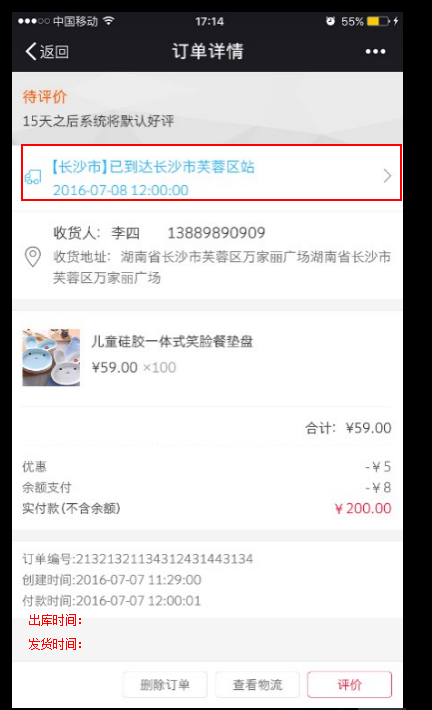 中国移动 17:14 55%
返回 订单详情
待评价
15天之后系统将默认好评
【长沙市】已到达长沙市芙蓉区站
2016-07-08 12:00:00
收货人: 李四 13889890909
收货地址: 湖南省长沙市芙蓉区万家丽广场湖南省长沙市
芙蓉区万家丽广场
儿童硅胶一体式笑脸餐垫盘
¥59.00 ×100
合计: ¥59.00
优惠 -￥5
余额支付 -￥8
实付款(不含余额) ￥200.00
订单编号:21321321134312431443134
创建时间:2016-07-07 11:29:00
付款时间:2016-07-07 12:00:01
出库时间:
发货时间:
删除订单 查看物流 评价